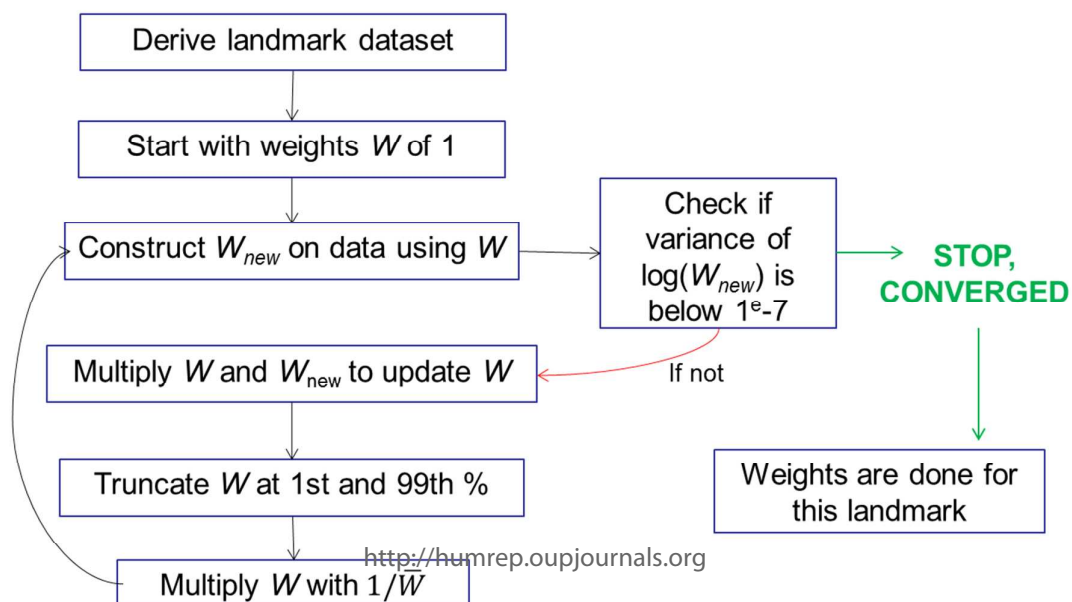 Derive landmark dataset
Start with weights W of 1
Construct Wnew on data using W
Check if
variance of
log(Wnew) is
below 1ᵉ-7
STOP,
CONVERGED
Multiply W and Wnew to update W
If not
Truncate W at 1st and 99th %
Weights are done for
this landmark
http://humrep.oupjournals.org
Multiply W with 1/W̅